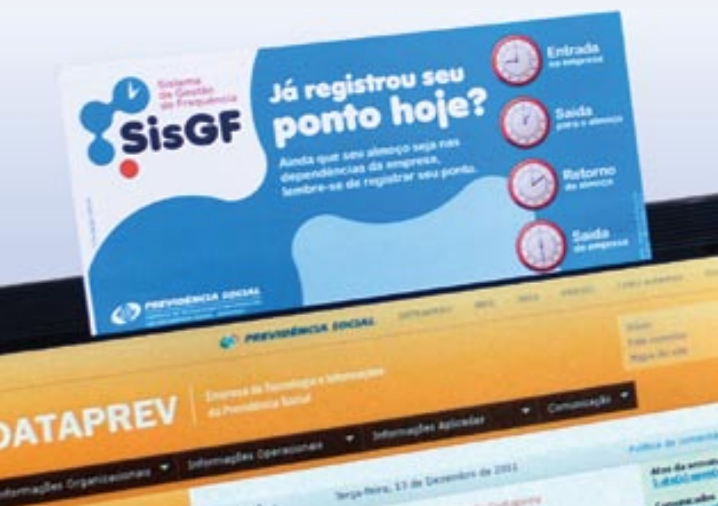 Sistema
de Gestão
de Frequência
SisGF
Já registrou seu
ponto hoje?
Ainda que seu almoço seja nas
dependências da empresa,
lembre-se de registrar seu ponto.
Entrada
na empresa
Saída
para o almoço
Retorno
do almoço
Saída
da empresa
PREVIDÊNCIA SOCIAL
PREVIDÊNCIA SOCIAL
DATAPREV
Empresa de Tecnologia e Informações
da Previdência Social
Informações Organizacionais
Informações Operacionais
Informações Aplicadas
Comunicação
Terça-feira, 13 de Dezembro de 2011
Mapa do site